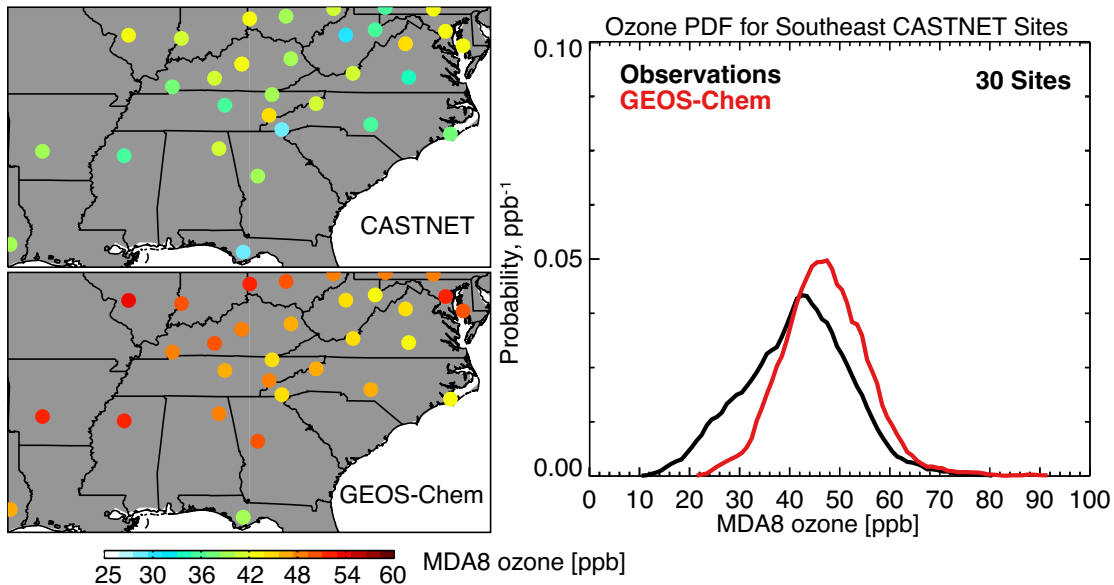 CASTNET
GEOS-Chem
25 30 36 42 48 54 60
MDA8 ozone [ppb]
Ozone PDF for Southeast CASTNET Sites
Observations
GEOS-Chem
30 Sites
Probability, ppb-1
0.10
0.05
0.00
0 10 20 30 40 50 60 70 80 90 100
MDA8 ozone [ppb]